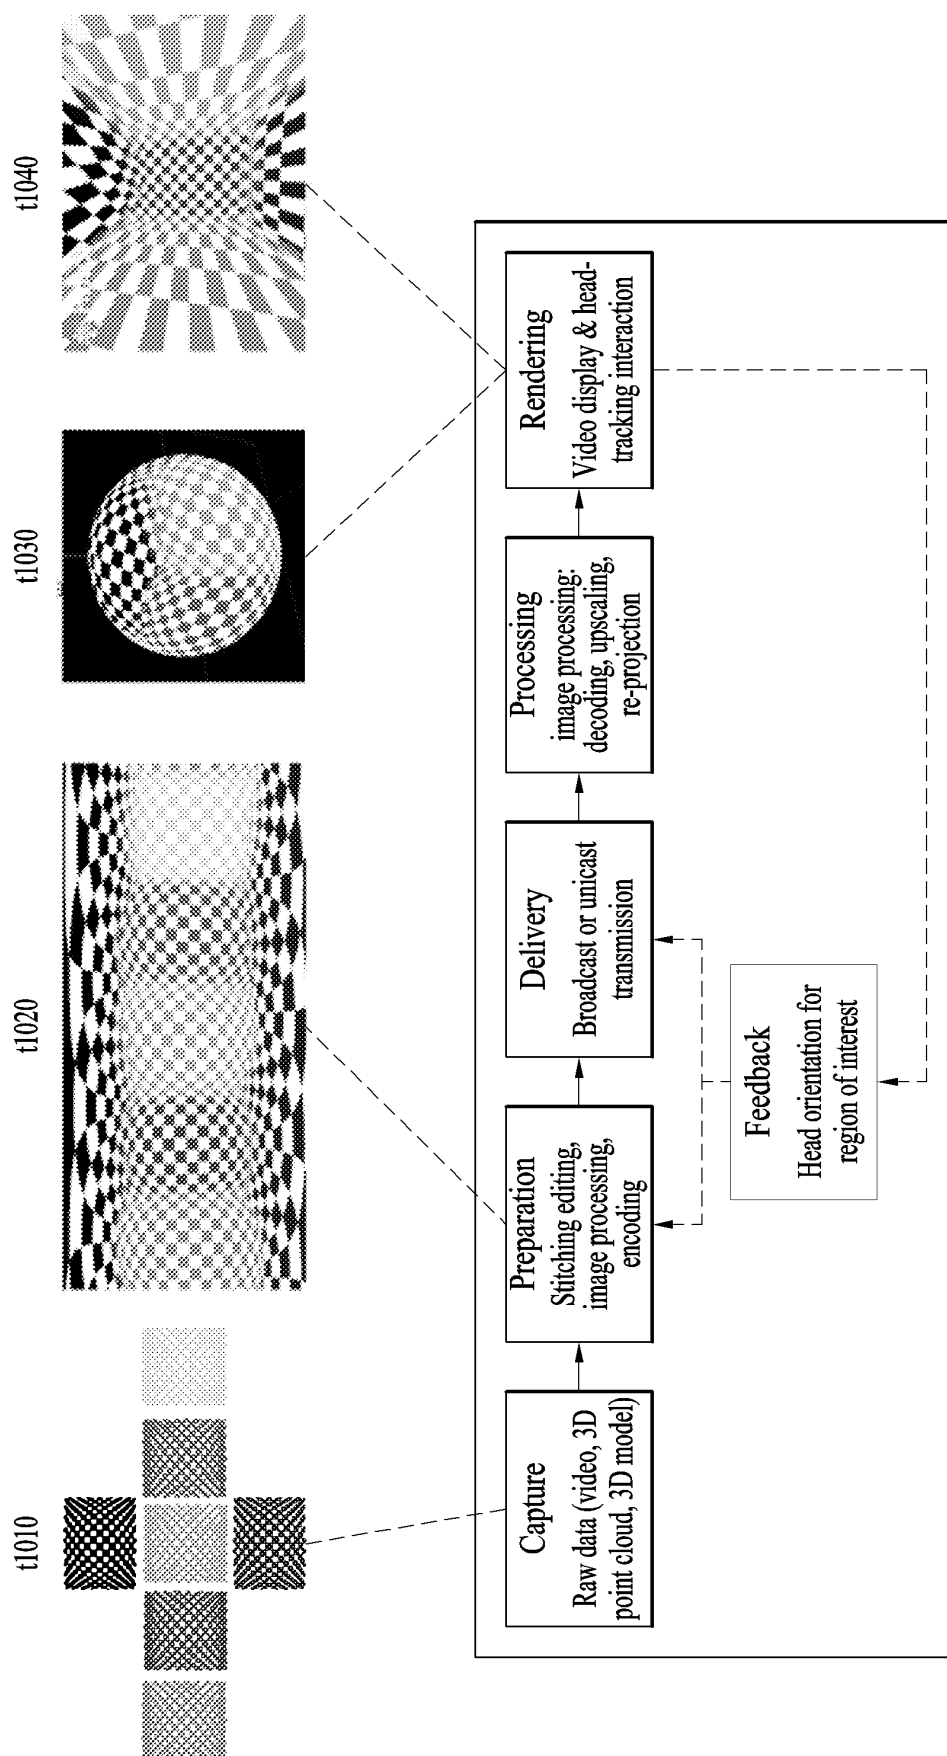 t1010
t1020
t1030
t1040
Capture
Raw data (video, 3D
point cloud, 3D model)
Preparation
Stitching editing,
image processing,
encoding
Delivery
Broadcast or unicast
transmission
Processing
image processing:
decoding, upscaling,
re-projection
Rendering
Video display & head-
tracking interaction
Feedback
Head orientation for
region of interest